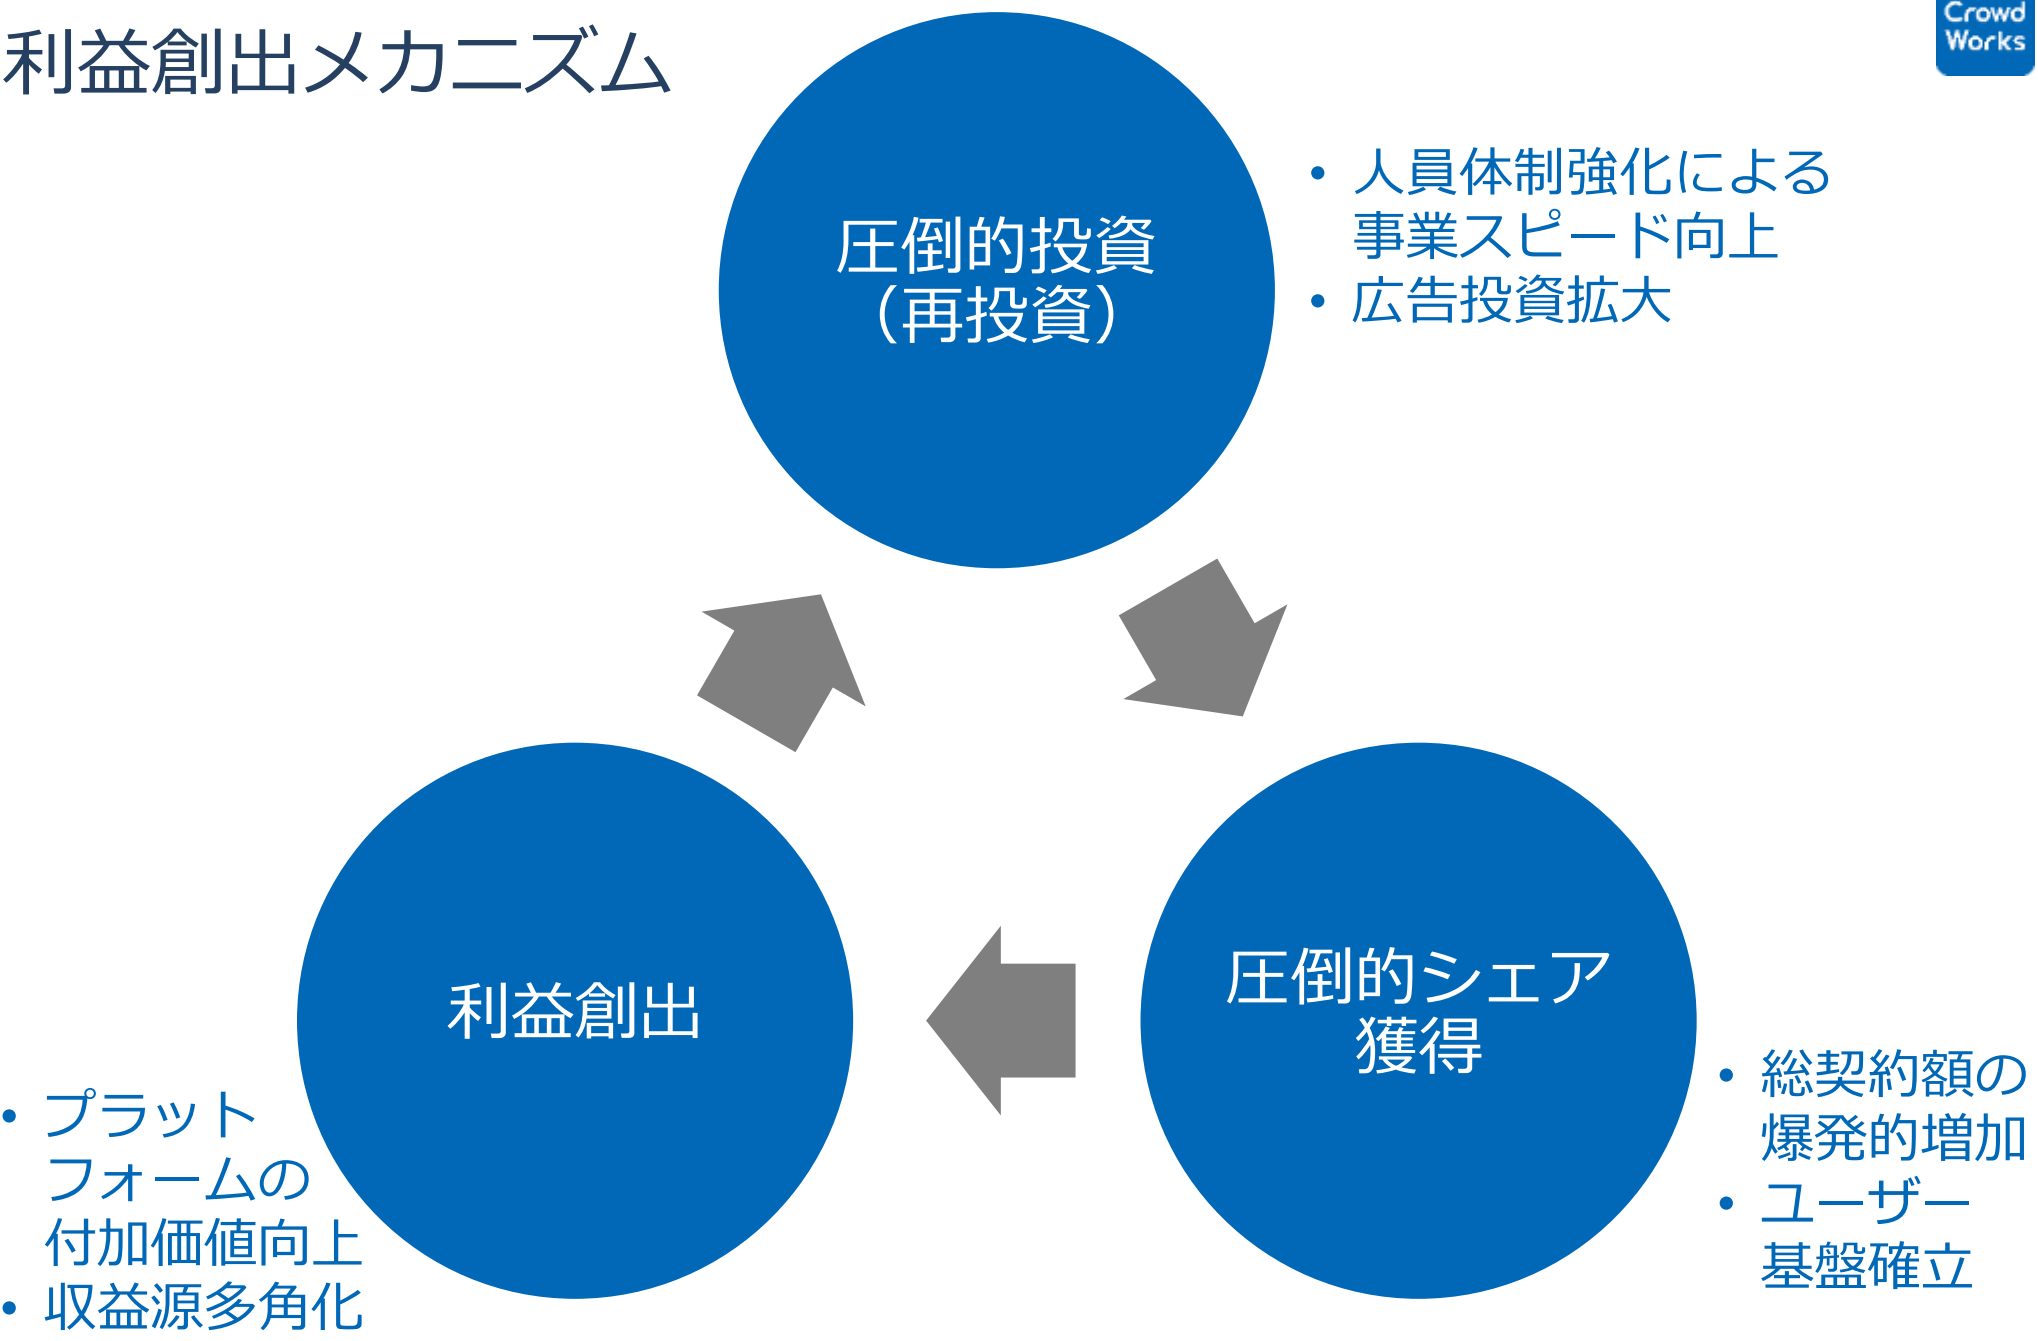 利益創出メカニズム
Crowd
Works
圧倒的投資
（再投資）
• 人員体制強化による
事業スピード向上
• 広告投資拡大
圧倒的シェア
獲得
• 総契約額の
爆発的増加
• ユーザー
基盤確立
利益創出
• プラット
フォームの
付加価値向上
• 収益源多角化